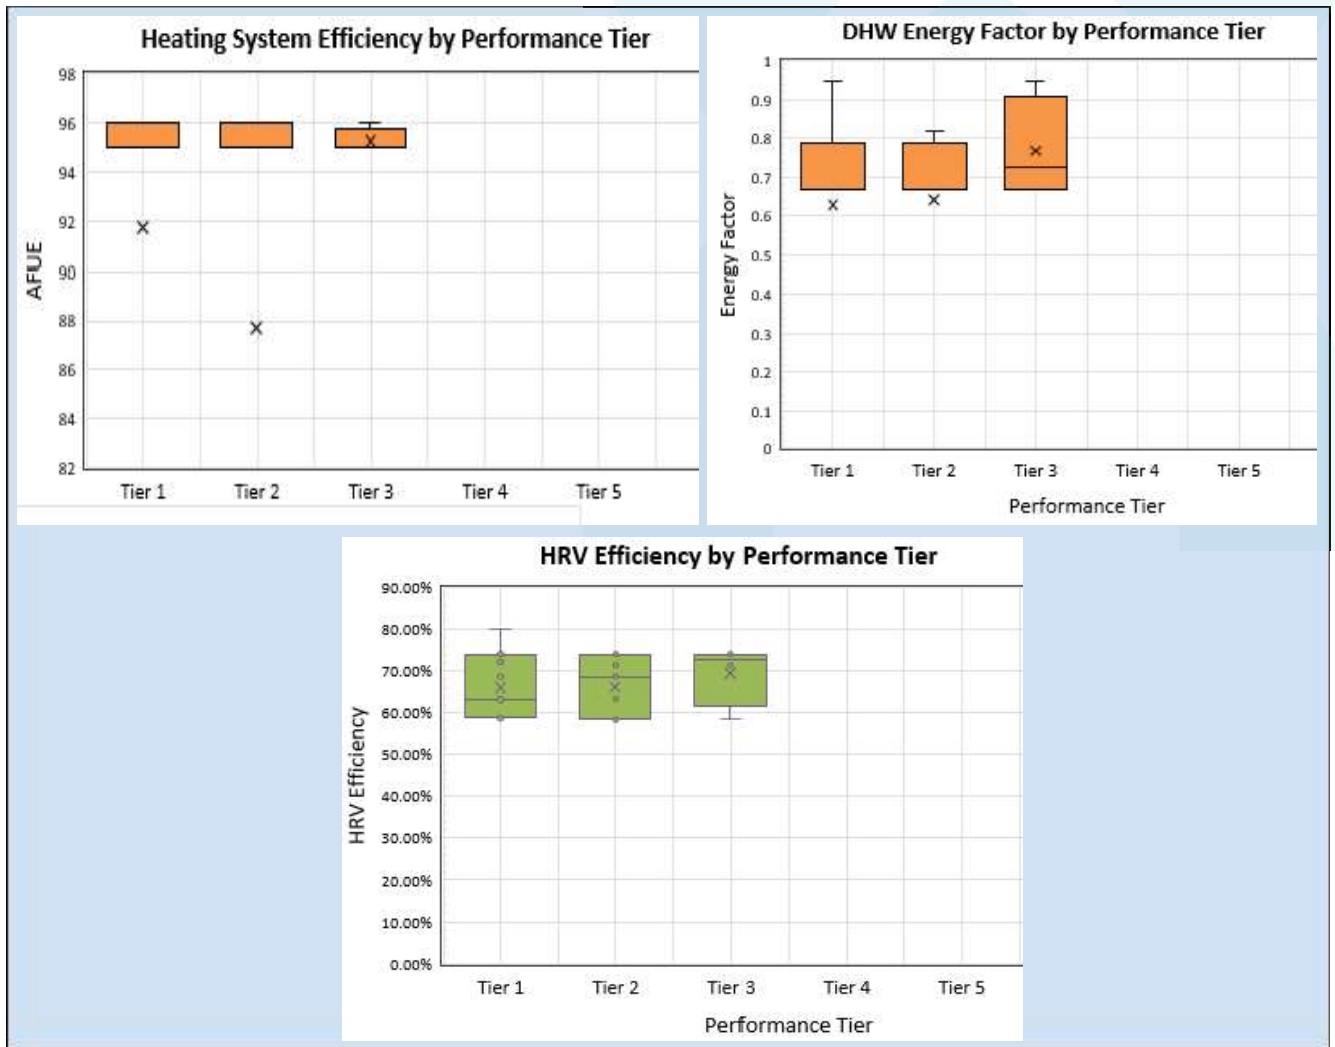 Heating System Efficiency by Performance Tier
98
96
94
92
90
88
86
84
82
AFUE
Tier 1 Tier 2 Tier 3 Tier 4 Tier 5
DHW Energy Factor by Performance Tier
1
0.9
0.8
0.7
0.6
0.5
0.4
0.3
0.2
0.1
0
Energy Factor
Tier 1 Tier 2 Tier 3 Tier 4 Tier 5
Performance Tier
HRV Efficiency by Performance Tier
90.00%
80.00%
70.00%
60.00%
50.00%
40.00%
30.00%
20.00%
10.00%
0.00%
HRV Efficiency
Tier 1 Tier 2 Tier 3 Tier 4 Tier 5
Performance Tier